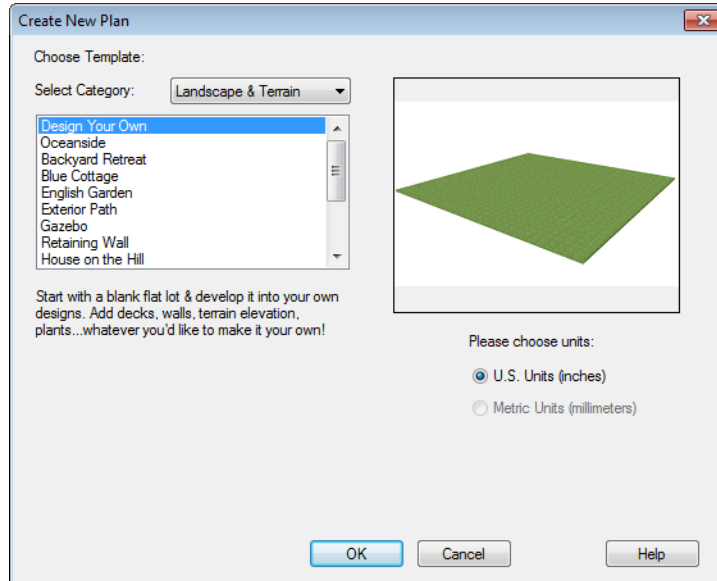 Create New Plan
Choose Template:
Select Category:
Landscape & Terrain
Design Your Own
Oceanside
Backyard Retreat
Blue Cottage
English Garden
Exterior Path
Gazebo
Retaining Wall
House on the Hill
Start with a blank flat lot & develop it into your own
designs. Add decks, walls, terrain elevation,
plants...whatever you'd like to make it your own!
Please choose units:
U.S. Units (inches)
Metric Units (millimeters)
OK
Cancel
Help